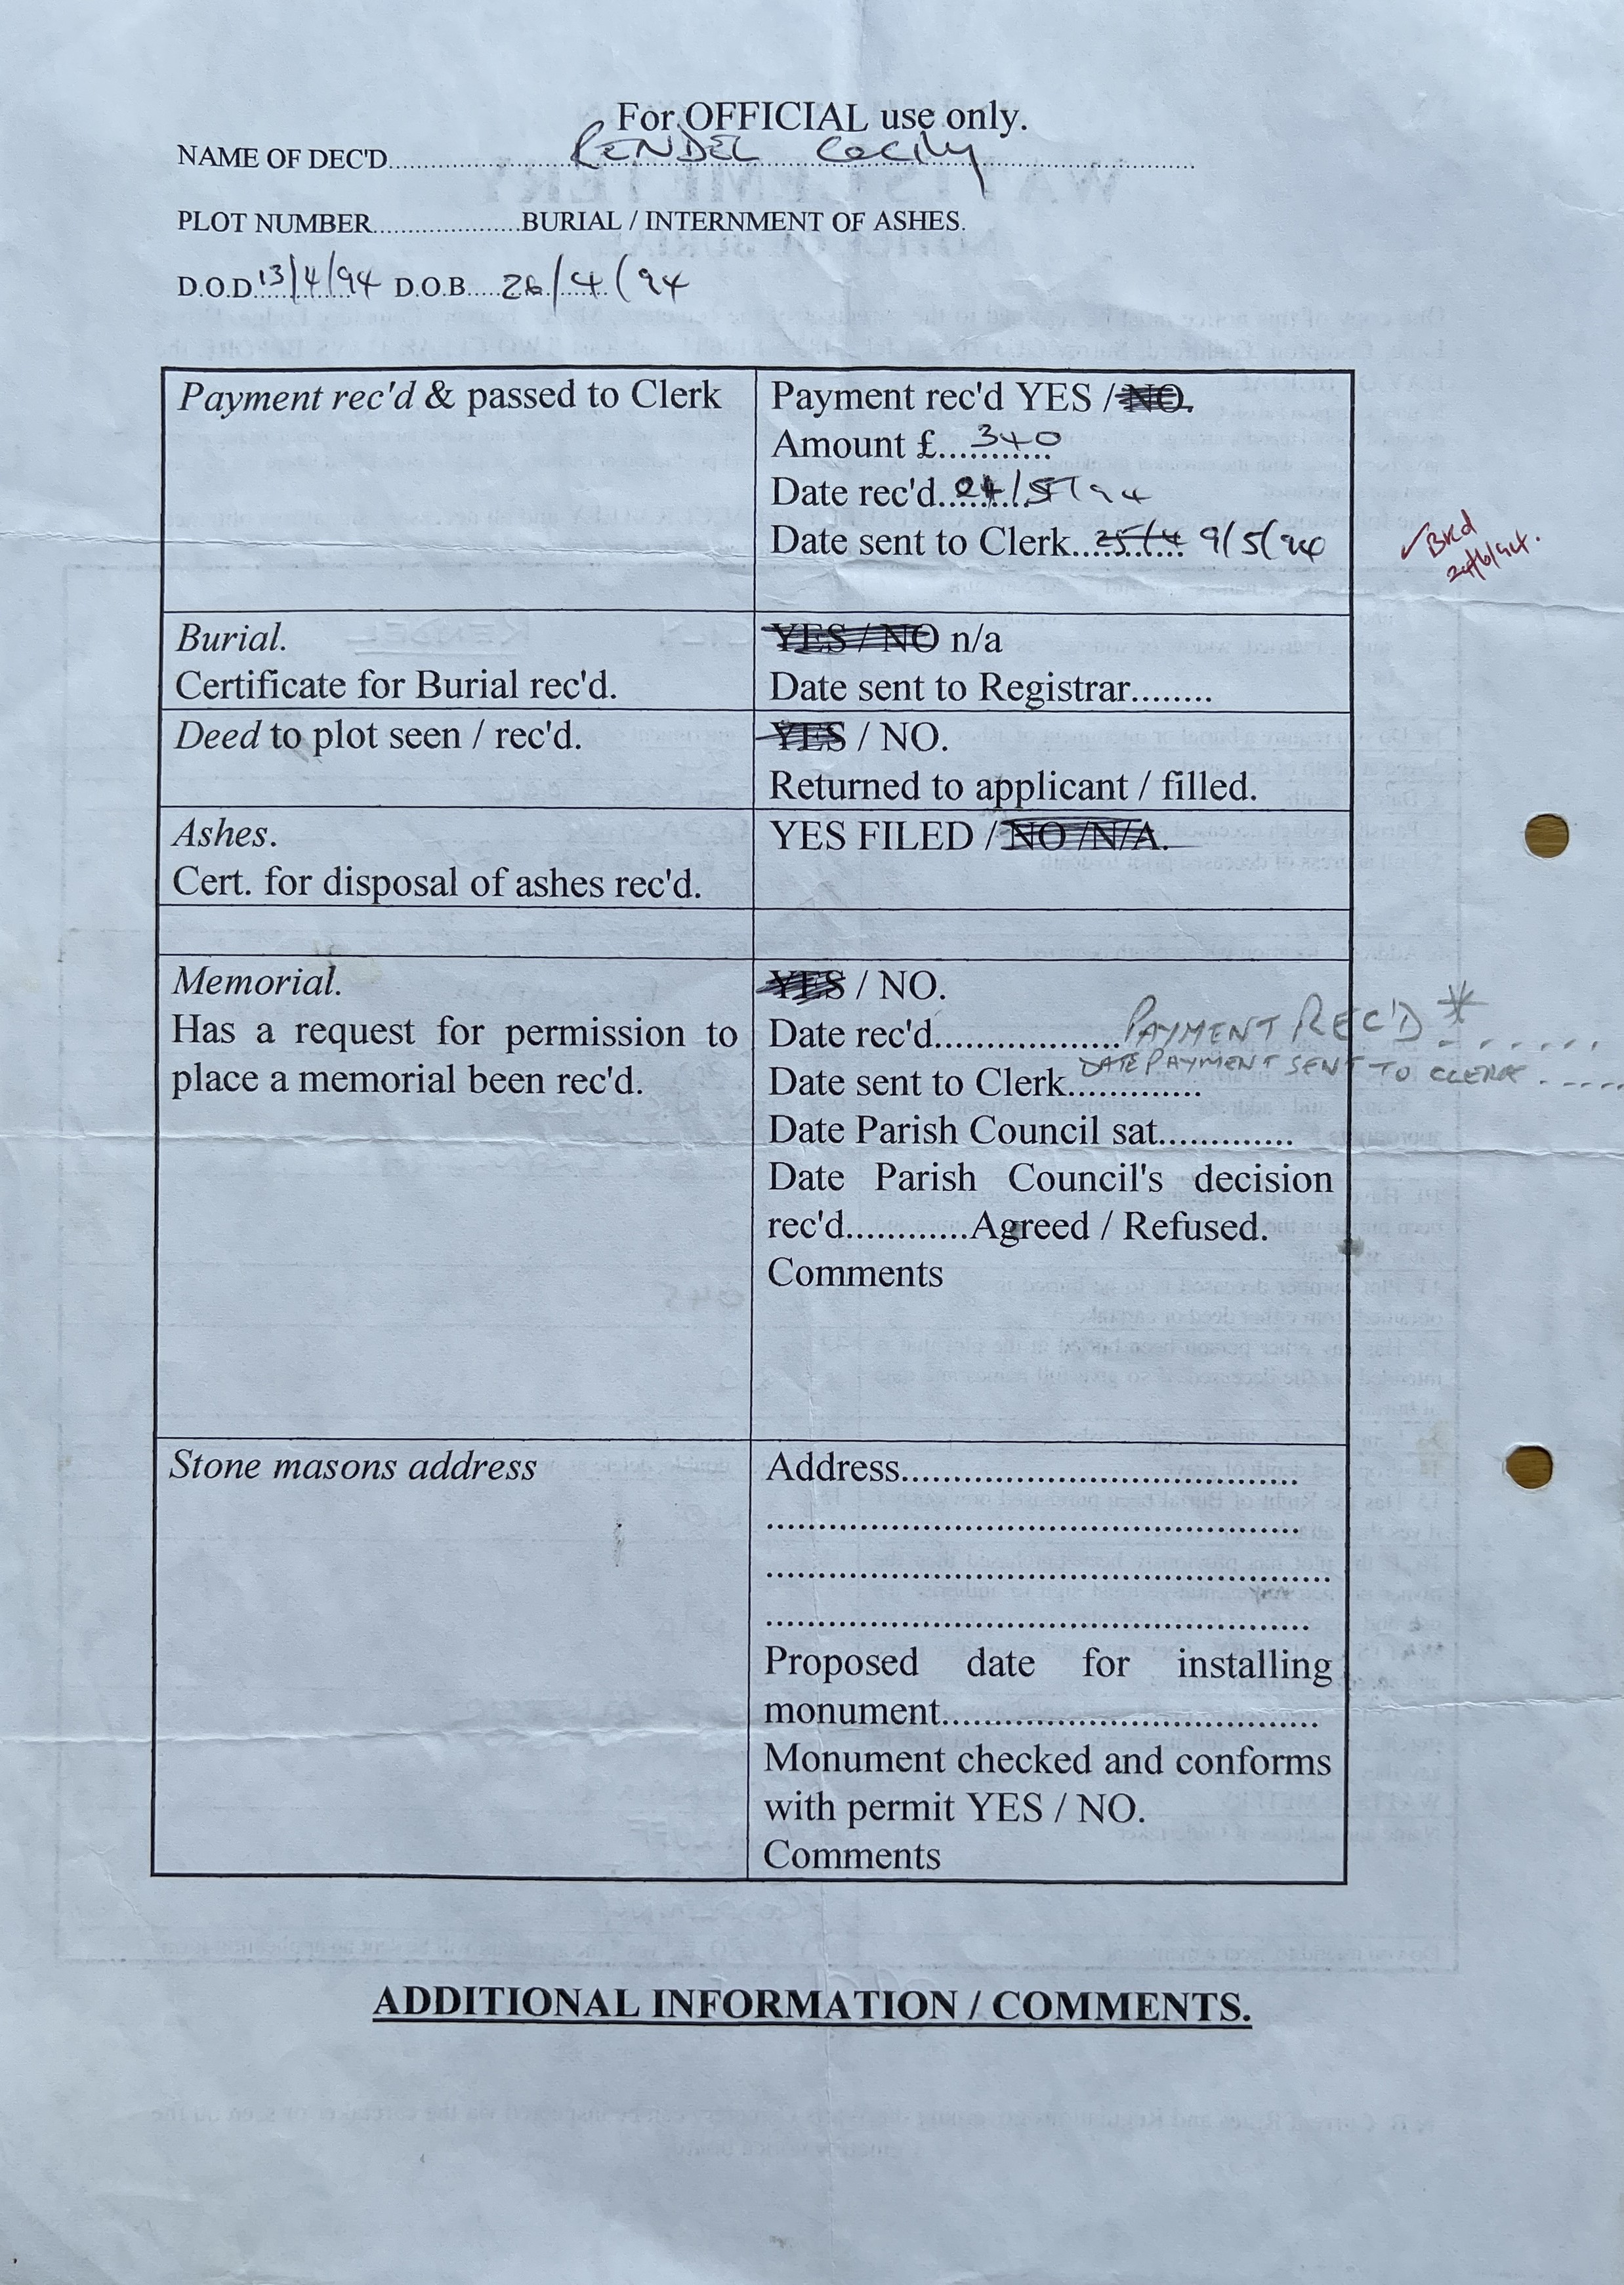 For OFFICIAL use only.
NAME OF DEC'D.......................RENDEL Cecily...............................
PLOT NUMBER.....................BURIAL / INTERNMENT OF ASHES.
D.O.D 13/4/94 D.O.B.....26/4/94
Payment rec'd & passed to Clerk
Payment rec'd YES / NO.
Amount £....340....
Date rec'd.. /5/94
Date sent to Clerk...25/4... 9/5/94
Burial.
Certificate for Burial rec'd.
YES / NO n/a
Date sent to Registrar........
Deed to plot seen / rec'd.
YES / NO.
Returned to applicant / filled.
Ashes.
Cert. for disposal of ashes rec'd.
YES FILED / NO /N/A.
Memorial.
Has a request for permission to
place a memorial been rec'd.
YES / NO.
Date rec'd...................PAYMENT REC'D * .......
Date sent to Clerk.............DATE PAYMENT SENT TO CLERK .....
Date Parish Council sat.............
Date Parish Council's decision
rec'd............Agreed / Refused.
Comments
Stone masons address
Address......................................
...................................................
......................................................
....................................................
Proposed date for installing
monument....................................
Monument checked and conforms
with permit YES / NO.
Comments
ADDITIONAL INFORMATION / COMMENTS.